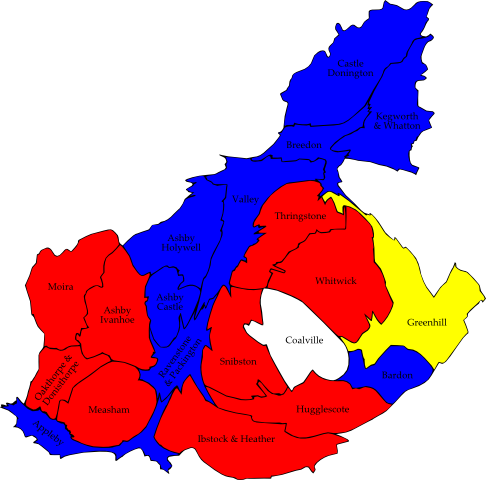 Castle
Donington
Kegworth
& Whatton
Breedon
Valley
Thringstone
Ashby
Holywell
Moira
Whitwick
Ashby
Castle
Ashby
Ivanhoe
Greenhill
Coalville
Ravenstone
& Packington
Snibston
Bardon
Oakthorpe &
Donisthorpe
Measham
Hugglescote
Appleby
Ibstock & Heather